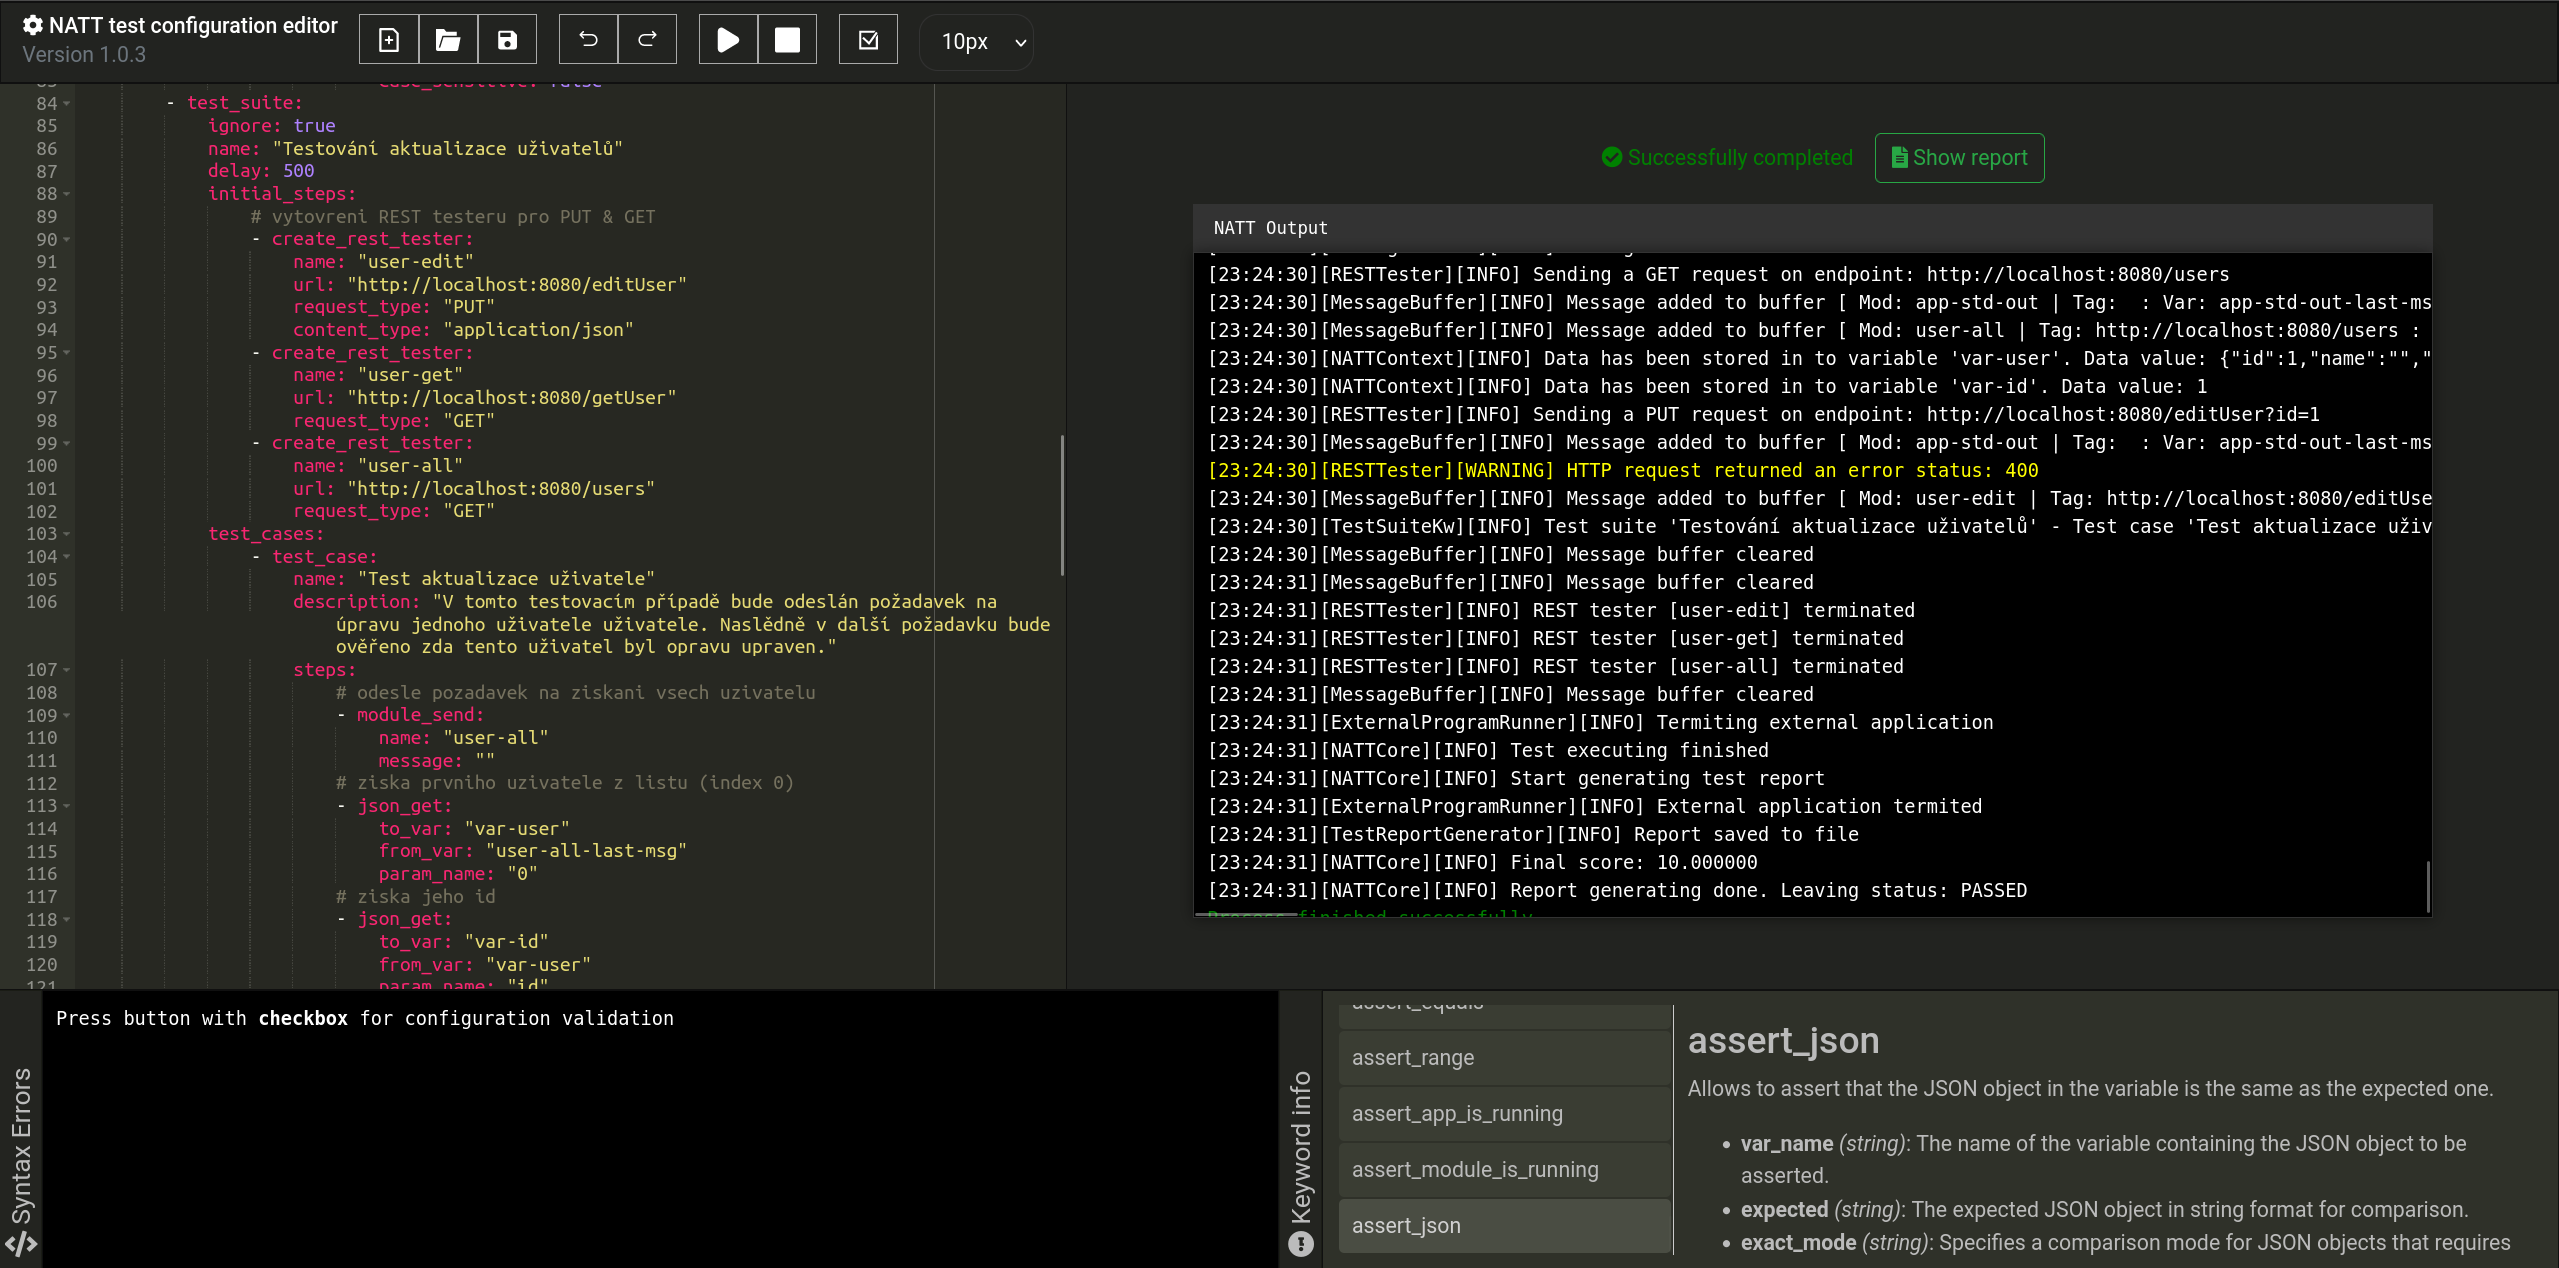 NATT test configuration editor
Version 1.0.3
10px
83 case_sensitive: false
84 - test_suite:
85 ignore: true
86 name: "Testování aktualizace uživatelů"
87 delay: 500
88 initial_steps:
89 # vytovreni REST testeru pro PUT & GET
90 - create_rest_tester:
91 name: "user-edit"
92 url: "http://localhost:8080/editUser"
93 request_type: "PUT"
94 content_type: "application/json"
95 - create_rest_tester:
96 name: "user-get"
97 url: "http://localhost:8080/getUser"
98 request_type: "GET"
99 - create_rest_tester:
100 name: "user-all"
101 url: "http://localhost:8080/users"
102 request_type: "GET"
103 test_cases:
104 - test_case:
105 name: "Test aktualizace uživatele"
106 description: "V tomto testovacím případě bude odeslán požadavek na
úpravu jednoho uživatele uživatele. Naslědně v další požadavku bude
ověřeno zda tento uživatel byl opravu upraven."
107 steps:
108 # odesle pozadavek na ziskani vsech uzivatelu
109 - module_send:
110 name: "user-all"
111 message: ""
112 # ziska prvniho uzivatele z listu (index 0)
113 - json_get:
114 to_var: "var-user"
115 from_var: "user-all-last-msg"
116 param_name: "0"
117 # ziska jeho id
118 - json_get:
119 to_var: "var-id"
120 from_var: "var-user"
121 param_name: "id"
Successfully completed
Show report
NATT Output
[23:24:30][RESTTester][INFO] Sending a GET request on endpoint: http://localhost:8080/users
[23:24:30][MessageBuffer][INFO] Message added to buffer [ Mod: app-std-out | Tag:  : Var: app-std-out-last-ms
[23:24:30][MessageBuffer][INFO] Message added to buffer [ Mod: user-all | Tag: http://localhost:8080/users :
[23:24:30][NATTContext][INFO] Data has been stored in to variable 'var-user'. Data value: {"id":1,"name":"","
[23:24:30][NATTContext][INFO] Data has been stored in to variable 'var-id'. Data value: 1
[23:24:30][RESTTester][INFO] Sending a PUT request on endpoint: http://localhost:8080/editUser?id=1
[23:24:30][MessageBuffer][INFO] Message added to buffer [ Mod: app-std-out | Tag:  : Var: app-std-out-last-ms
[23:24:30][RESTTester][WARNING] HTTP request returned an error status: 400
[23:24:30][MessageBuffer][INFO] Message added to buffer [ Mod: user-edit | Tag: http://localhost:8080/editUse
[23:24:30][TestSuiteKw][INFO] Test suite 'Testování aktualizace uživatelů' - Test case 'Test aktualizace uživ
[23:24:30][MessageBuffer][INFO] Message buffer cleared
[23:24:31][MessageBuffer][INFO] Message buffer cleared
[23:24:31][RESTTester][INFO] REST tester [user-edit] terminated
[23:24:31][RESTTester][INFO] REST tester [user-get] terminated
[23:24:31][RESTTester][INFO] REST tester [user-all] terminated
[23:24:31][MessageBuffer][INFO] Message buffer cleared
[23:24:31][ExternalProgramRunner][INFO] Termiting external application
[23:24:31][NATTCore][INFO] Test executing finished
[23:24:31][NATTCore][INFO] Start generating test report
[23:24:31][ExternalProgramRunner][INFO] External application termited
[23:24:31][TestReportGenerator][INFO] Report saved to file
[23:24:31][NATTCore][INFO] Final score: 10.000000
[23:24:31][NATTCore][INFO] Report generating done. Leaving status: PASSED
Process finished successfully
Syntax Errors
Press button with checkbox for configuration validation
Keyword info
assert_equals
assert_range
assert_app_is_running
assert_module_is_running
assert_json
assert_json
Allows to assert that the JSON object in the variable is the same as the expected one.
• var_name (string): The name of the variable containing the JSON object to be
asserted.
• expected (string): The expected JSON object in string format for comparison.
• exact_mode (string): Specifies a comparison mode for JSON objects that requires